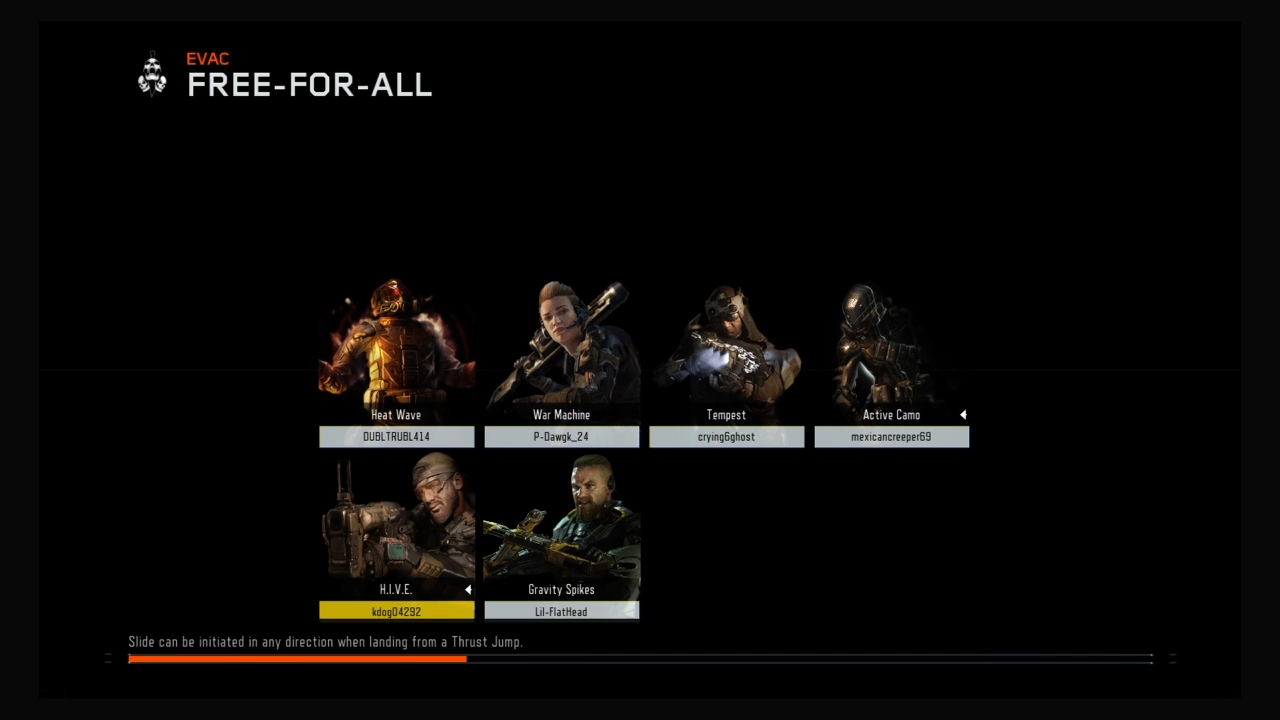 EVAC
FREE-FOR-ALL
Heat Wave
DUBLTRUBL414
War Machine
P-Dawgk_24
Tempest
crying6ghost
Active Camo
mexicancreeper69
H.I.V.E.
kdog04292
Gravity Spikes
Lil-FlatHead
Slide can be initiated in any direction when landing from a Thrust Jump.